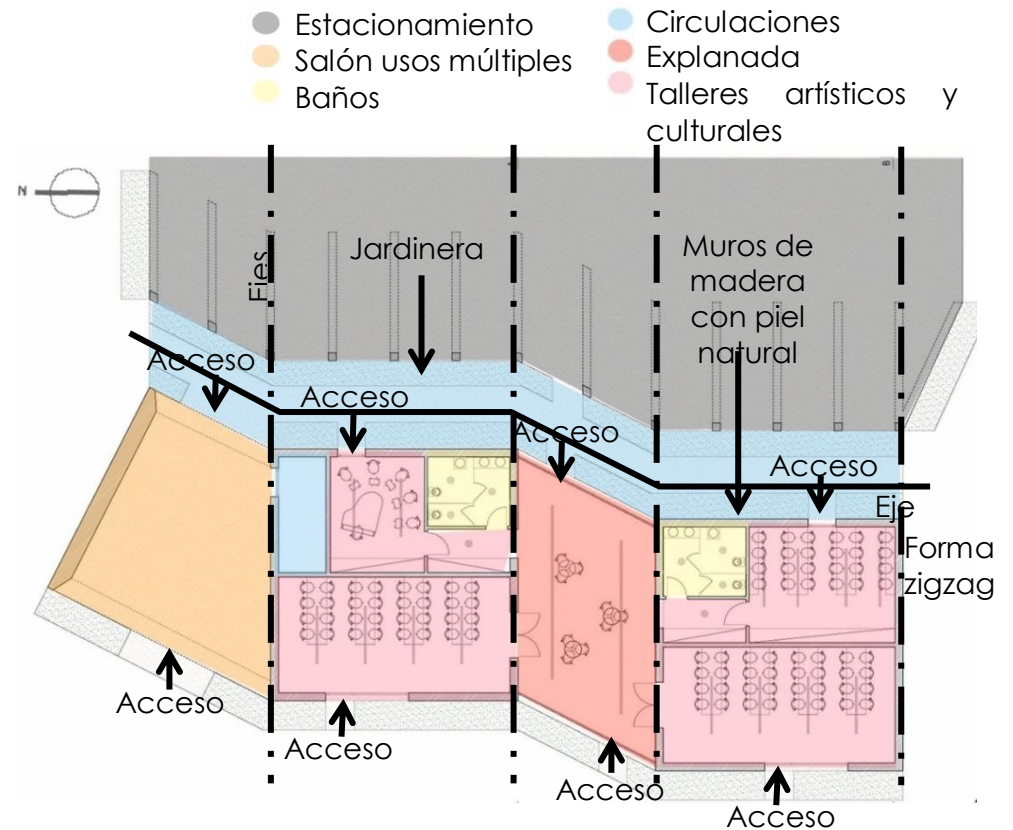 Estacionamiento
Salón usos múltiples
Baños
Circulaciones
Explanada
Talleres artísticos y
culturales
N
B
Ejes
Jardinera
Muros de
madera
con piel
natural
Acceso
Acceso
Acceso
Acceso
Eje
Forma
zigzag
Acceso
Acceso
Acceso
Acceso